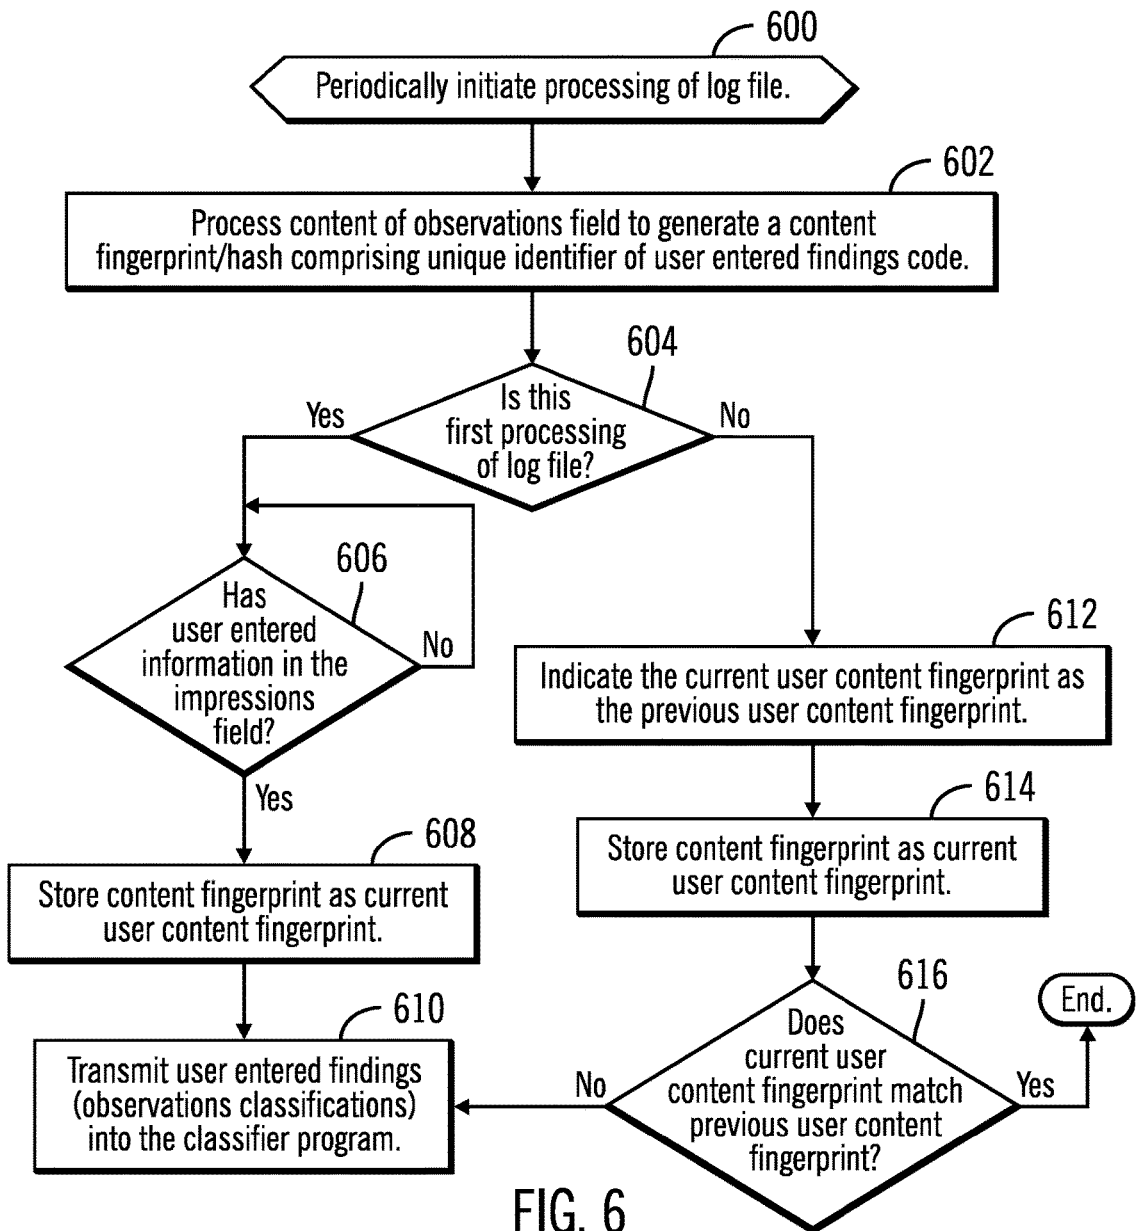 600
Periodically initiate processing of log file.
602
Process content of observations field to generate a content
fingerprint/hash comprising unique identifier of user entered findings code.
604
Is this
first processing
of log file?
Yes
No
606
Has
user entered
information in the
impressions
field?
No
Yes
608
Store content fingerprint as current
user content fingerprint.
610
Transmit user entered findings
(observations classifications)
into the classifier program.
612
Indicate the current user content fingerprint as
the previous user content fingerprint.
614
Store content fingerprint as current
user content fingerprint.
616
Does
current user
content fingerprint match
previous user content
fingerprint?
No
Yes
End.
FIG. 6